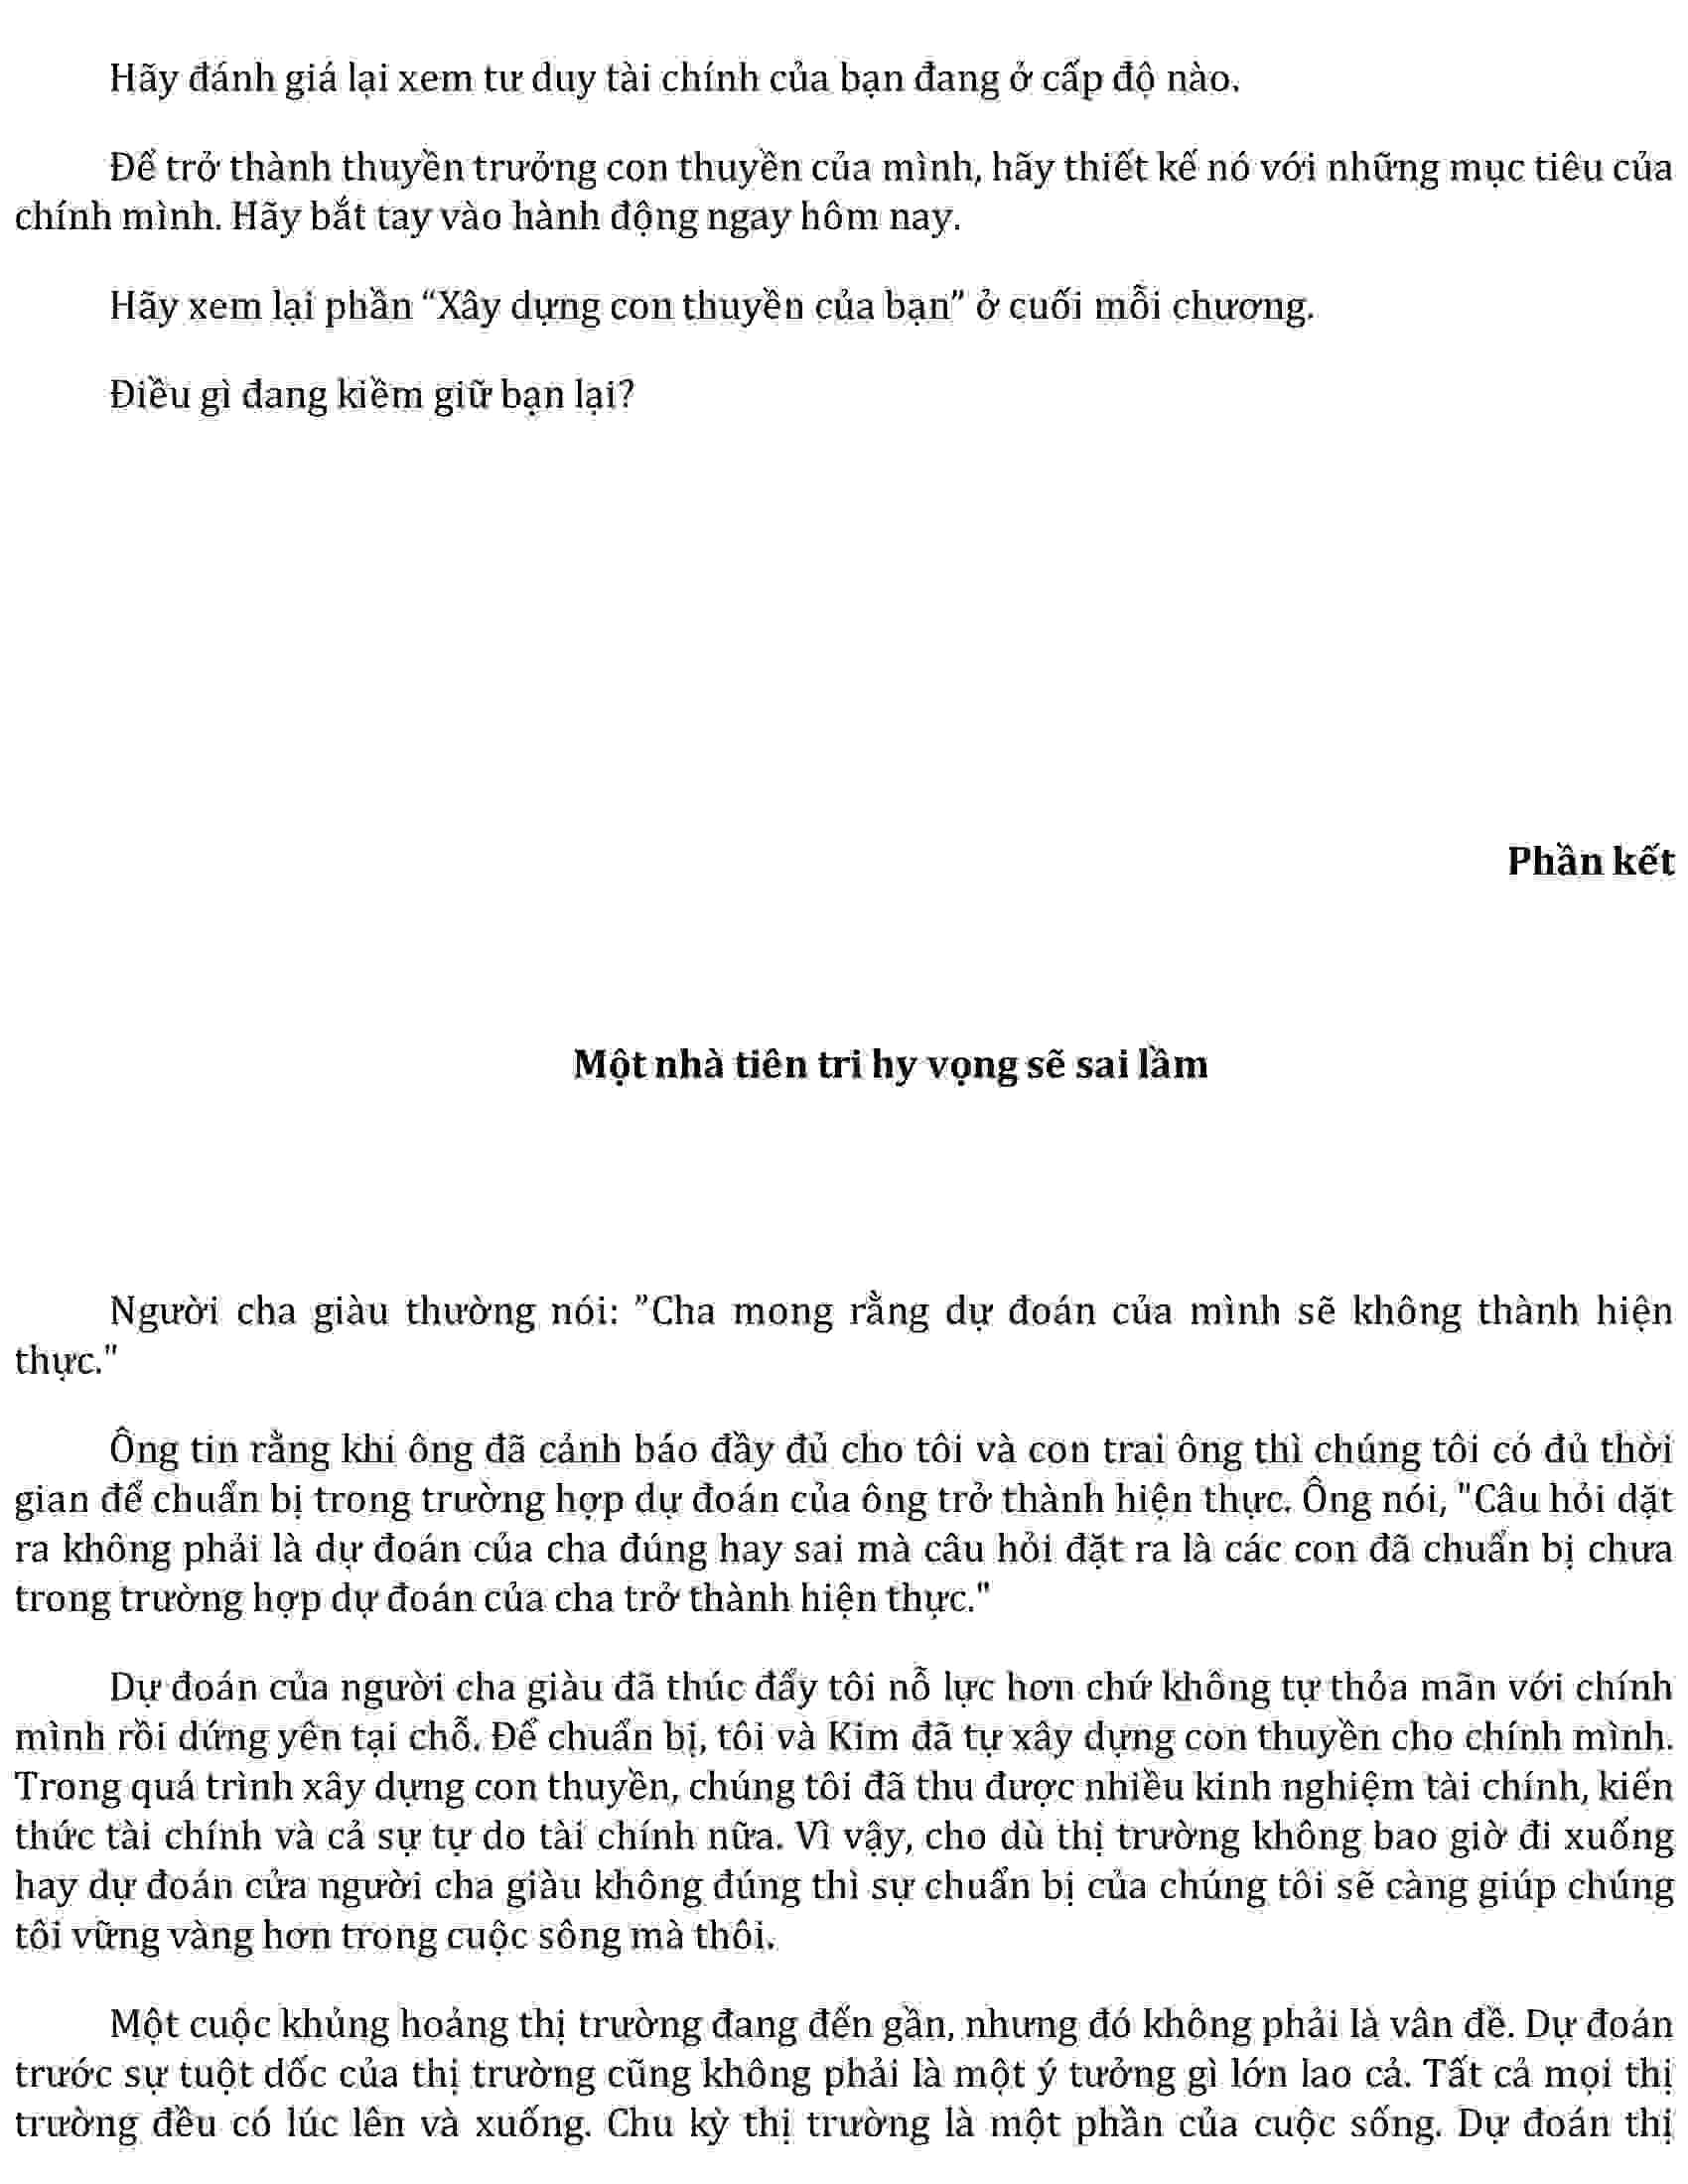 Hãy đánh giá lại xem tư duy tài chính của bạn đang ở cấp độ nào.
Để trở thành thuyền trưởng con thuyền của mình, hãy thiết kế nó với những mục tiêu của
chính mình. Hãy bắt tay vào hành động ngay hôm nay.
Hãy xem lại phần “Xây dựng con thuyền của bạn” ở cuối mỗi chương.
Điều gì đang kiềm giữ bạn lại?
Phần kết
Một nhà tiên tri hy vọng sẽ sai lầm
Người cha giàu thường nói: ”Cha mong rằng dự đoán của mình sẽ không thành hiện
thực."
Ông tin rằng khi ông đã cảnh báo đầy đủ cho tôi và con trai ông thì chúng tôi có đủ thời
gian để chuẩn bị trong trường hợp dự đoán của ông trở thành hiện thực. Ông nói, "Câu hỏi dặt
ra không phải là dự đoán của cha đúng hay sai mà câu hỏi đặt ra là các con đã chuẩn bị chưa
trong trường hợp dự đoán của cha trở thành hiện thực."
Dự đoán của người cha giàu đã thúc đẩy tôi nỗ lực hơn chứ không tự thỏa mãn với chính
mình rồi dứng yên tại chỗ. Để chuẩn bị, tôi và Kim đã tự xây dựng con thuyền cho chính mình.
Trong quá trình xây dựng con thuyền, chúng tôi đã thu được nhiều kinh nghiệm tài chính, kiến
thức tài chính và cả sự tự do tài chính nữa. Vì vậy, cho dù thị trường không bao giờ đi xuống
hay dự đoán cửa người cha giàu không đúng thì sự chuẩn bị của chúng tôi sẽ càng giúp chúng
tôi vững vàng hơn trong cuộc sông mà thôi.
Một cuộc khủng hoảng thị trường đang đến gần, nhưng đó không phải là vân đề. Dự đoán
trước sự tuột dốc của thị trường cũng không phải là một ý tưởng gì lớn lao cả. Tất cả mọi thị
trường đều có lúc lên và xuống. Chu kỳ thị trường là một phần của cuộc sống. Dự đoán thị